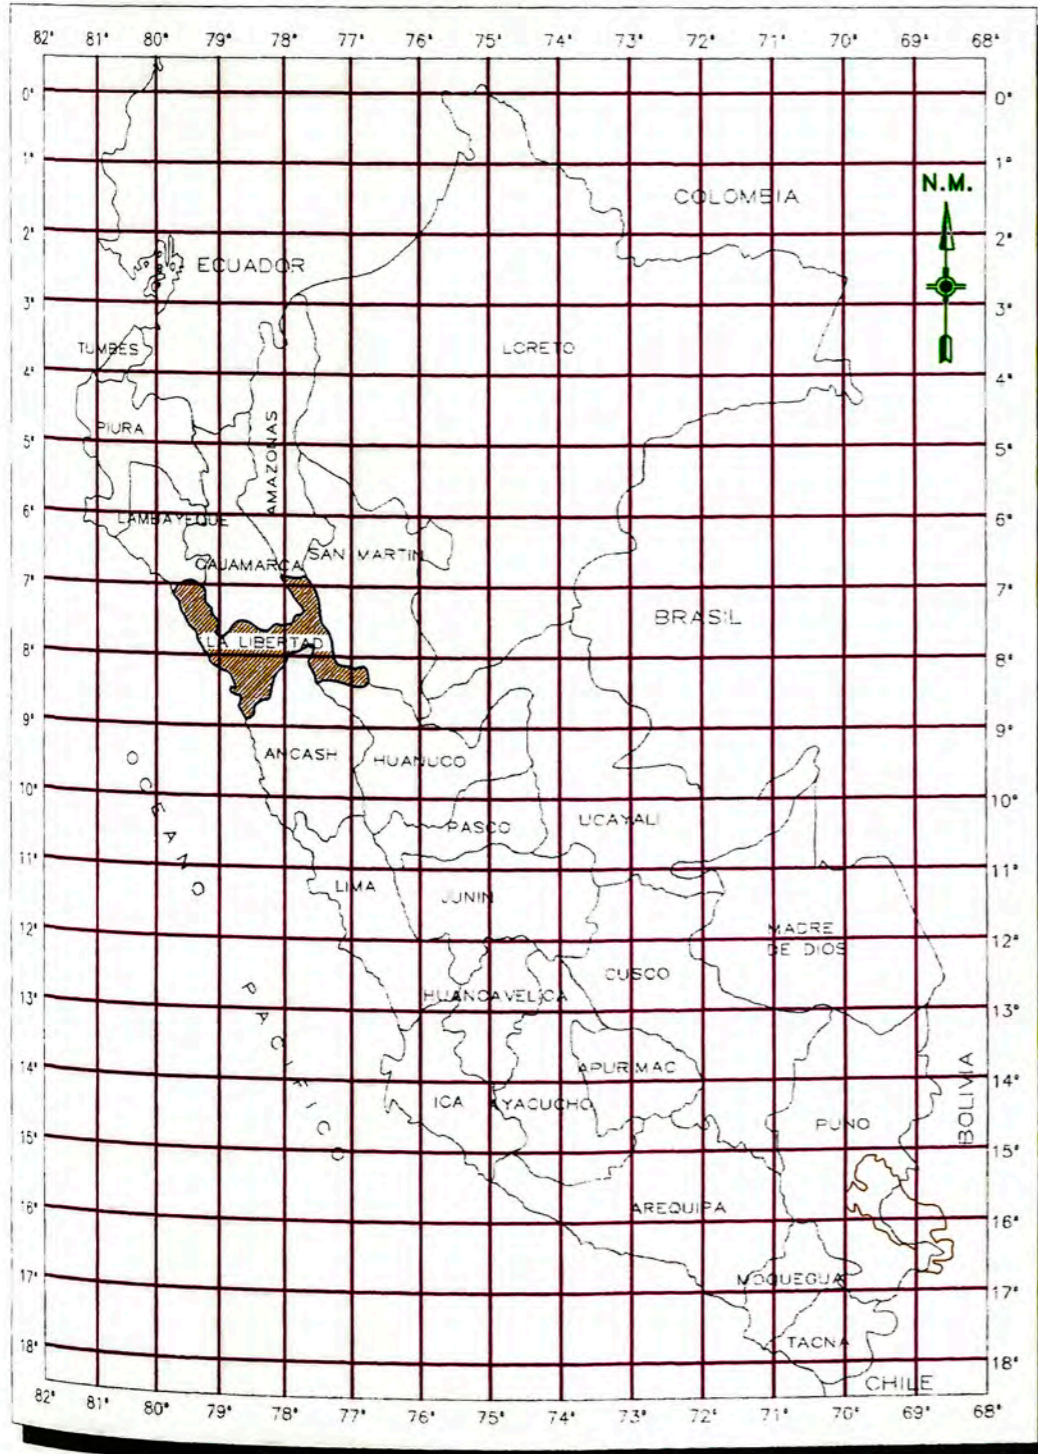 82° 81° 80° 79° 78° 77° 76° 75° 74° 73° 72° 71° 70° 69° 68°
0° 0°
1° 1°
COLOMBIA
N.M.
2° 2°
ECUADOR
3° 3°
TUMBES
LORETO
4° 4°
PIURA
AMAZONAS
5° 5°
LAMBAYEQUE
6° 6°
SAN MARTIN
CAJAMARCA
7° 7°
BRASIL
LA LIBERTAD
8° 8°
9° 9°
ANCASH
HUANUCO
10° 10°
PASCO
UCAYALI
11° 11°
LIMA
JUNIN
MADRE
DE DIOS
12° 12°
CUSCO
HUANCAVELICA
13° 13°
OCEANO
PACIFICO
APURIMAC
14° 14°
ICA
AYACUCHO
PUNO
BOLIVIA
15° 15°
AREQUIPA
16° 16°
MOQUEGUA
17° 17°
TACNA
18° 18°
CHILE
82° 81° 80° 79° 78° 77° 76° 75° 74° 73° 72° 71° 70° 69° 68°